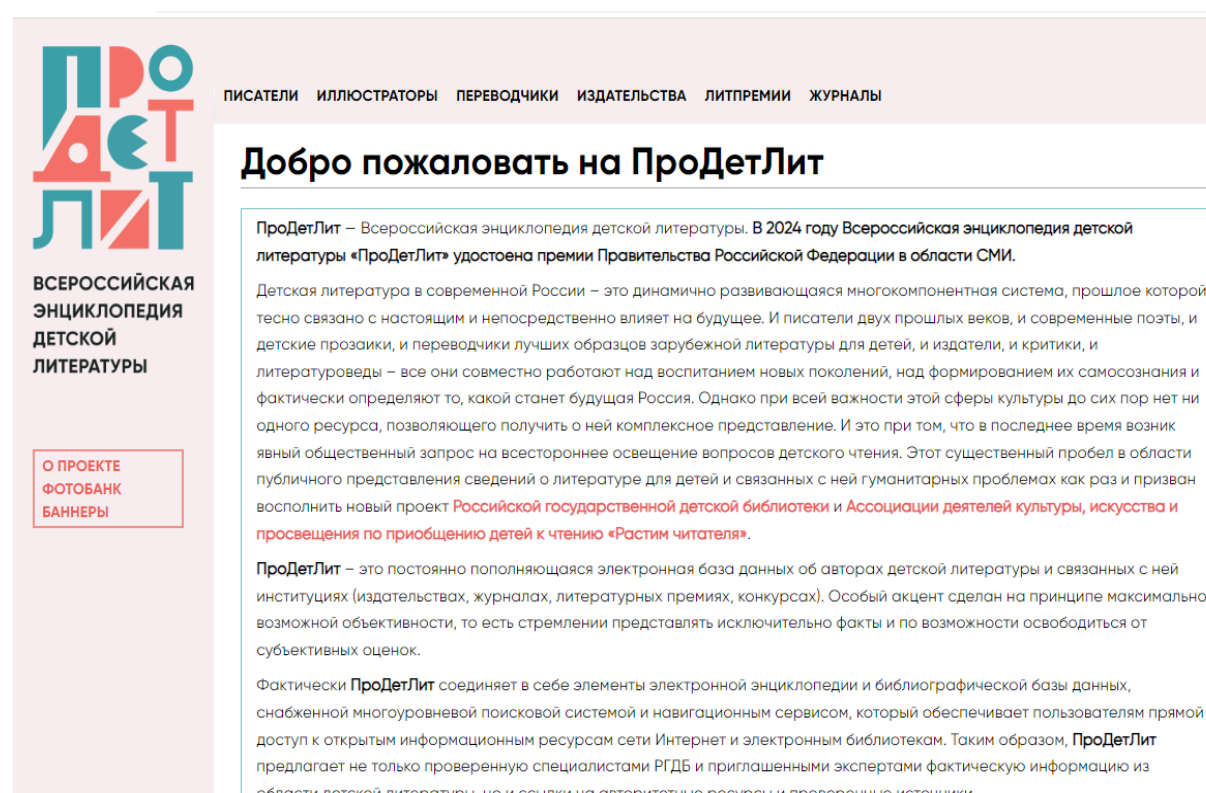 ПРО
ДЕТ
ЛИТ
ВСЕРОССИЙСКАЯ
ЭНЦИКЛОПЕДИЯ
ДЕТСКОЙ
ЛИТЕРАТУРЫ
О ПРОЕКТЕ
ФОТОБАНК
БАННЕРЫ
ПИСАТЕЛИ ИЛЛЮСТРАТОРЫ ПЕРЕВОДЧИКИ ИЗДАТЕЛЬСТВА ЛИТПРЕМИИ ЖУРНАЛЫ
Добро пожаловать на ПроДетЛит
ПроДетЛит – Всероссийская энциклопедия детской литературы. В 2024 году Всероссийская энциклопедия детской
литературы «ПроДетЛит» удостоена премии Правительства Российской Федерации в области СМИ.
Детская литература в современной России – это динамично развивающаяся многокомпонентная система, прошлое которой
тесно связано с настоящим и непосредственно влияет на будущее. И писатели двух прошлых веков, и современные поэты, и
детские прозаики, и переводчики лучших образцов зарубежной литературы для детей, и издатели, и критики, и
литературоведы – все они совместно работают над воспитанием новых поколений, над формированием их самосознания и
фактически определяют то, какой станет будущая Россия. Однако при всей важности этой сферы культуры до сих пор нет ни
одного ресурса, позволяющего получить о ней комплексное представление. И это при том, что в последнее время возник
явный общественный запрос на всестороннее освещение вопросов детского чтения. Этот существенный пробел в области
публичного представления сведений о литературе для детей и связанных с ней гуманитарных проблемах как раз и призван
восполнить новый проект Российской государственной детской библиотеки и Ассоциации деятелей культуры, искусства и
просвещения по приобщению детей к чтению «Растим читателя».
ПроДетЛит – это постоянно пополняющаяся электронная база данных об авторах детской литературы и связанных с ней
институциях (издательствах, журналах, литературных премиях, конкурсах). Особый акцент сделан на принципе максимально
возможной объективности, то есть стремлении представлять исключительно факты и по возможности освободиться от
субъективных оценок.
Фактически ПроДетЛит соединяет в себе элементы электронной энциклопедии и библиографической базы данных,
снабженной многоуровневой поисковой системой и навигационным сервисом, который обеспечивает пользователям прямой
доступ к открытым информационным ресурсам сети Интернет и электронным библиотекам. Таким образом, ПроДетЛит
предлагает не только проверенную специалистами РГДБ и приглашенными экспертами фактическую информацию из
области детской литературы, но и ссылки на авторитетные ресурсы и проверенные источники.